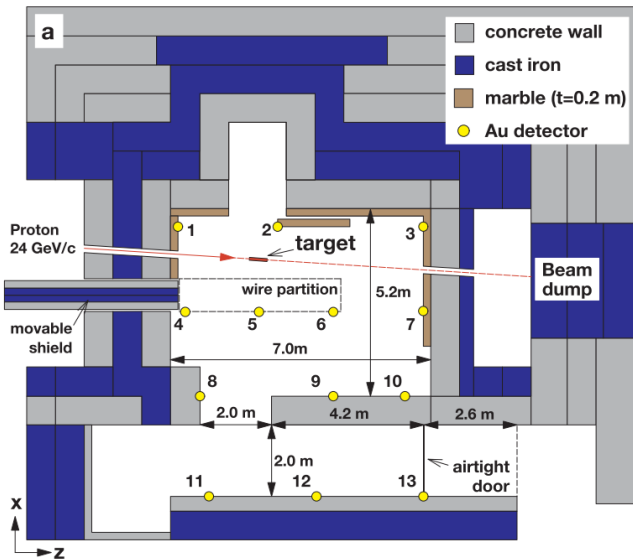 a
concrete wall
cast iron
marble (t=0.2 m)
Au detector
Proton
24 GeV/c
1
2
3
target
Beam
dump
wire partition
5.2m
movable
shield
4
5
6
7
7.0m
8
9
10
2.0 m
4.2 m
2.6 m
2.0 m
airtight
door
11
12
13
x
z